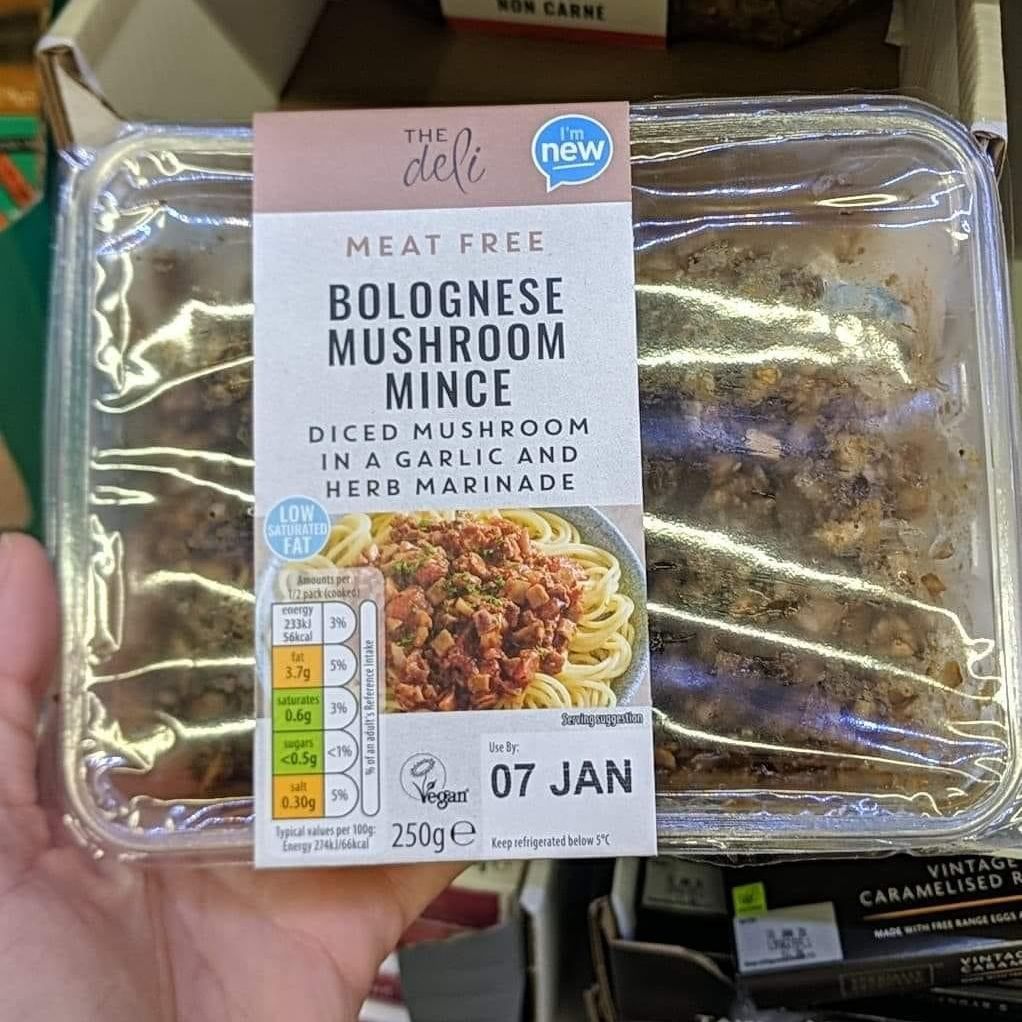 NON CARNE
THE
deli
I'm
new
MEAT FREE
BOLOGNESE
MUSHROOM
MINCE
DICED MUSHROOM
IN A GARLIC AND
HERB MARINADE
LOW
SATURATED
FAT
Amounts per
1/2 pack (cooked)
energy
233kJ
56kcal
3%
fat
3.7g
5%
saturates
0.6g
3%
sugars
<0.5g
<1%
salt
0.30g
5%
% of an adult's Reference Intake
Typical values per 100g:
Energy 274kJ/66kcal
Serving suggestion
Vegan
250g e
Use By:
07 JAN
Keep refrigerated below 5°C
VINTAGE
CARAMELISED R
MADE WITH FREE RANGE EGGS